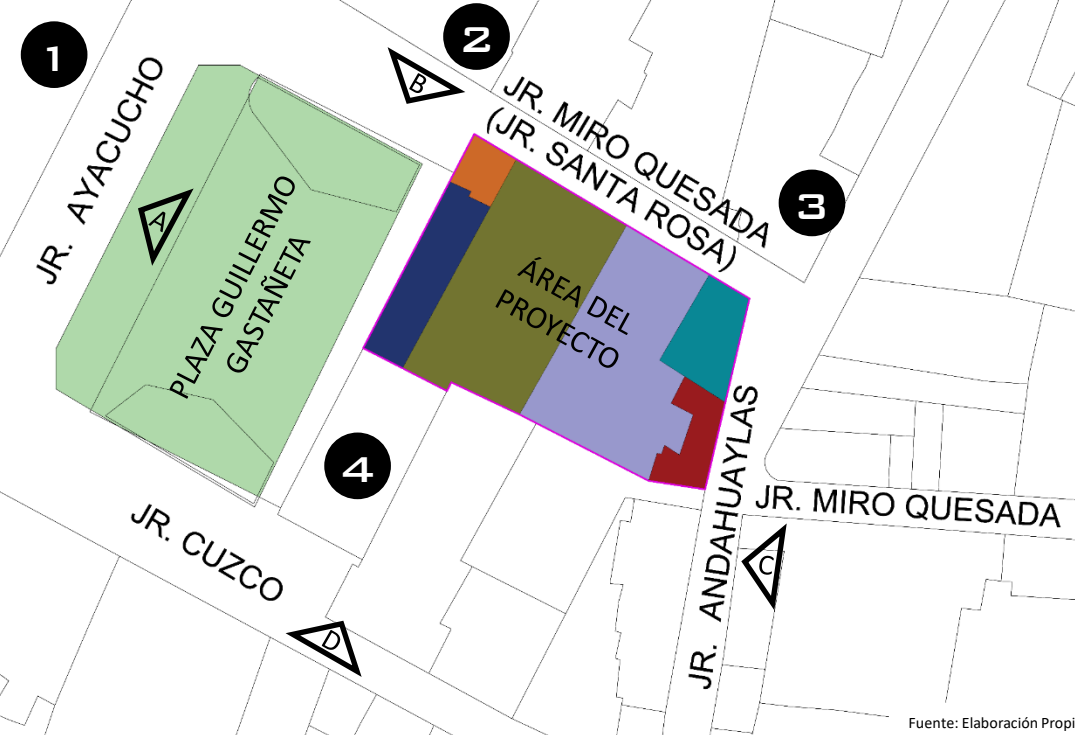 1
2
3
4
JR. AYACUCHO
A
B
JR. MIRO QUESADA
(JR. SANTA ROSA)
PLAZA GUILLERMO
GASTAÑETA
ÁREA DEL
PROYECTO
JR. ANDAHUAYLAS
JR. MIRO QUESADA
C
JR. CUZCO
D
Fuente: Elaboración Propi